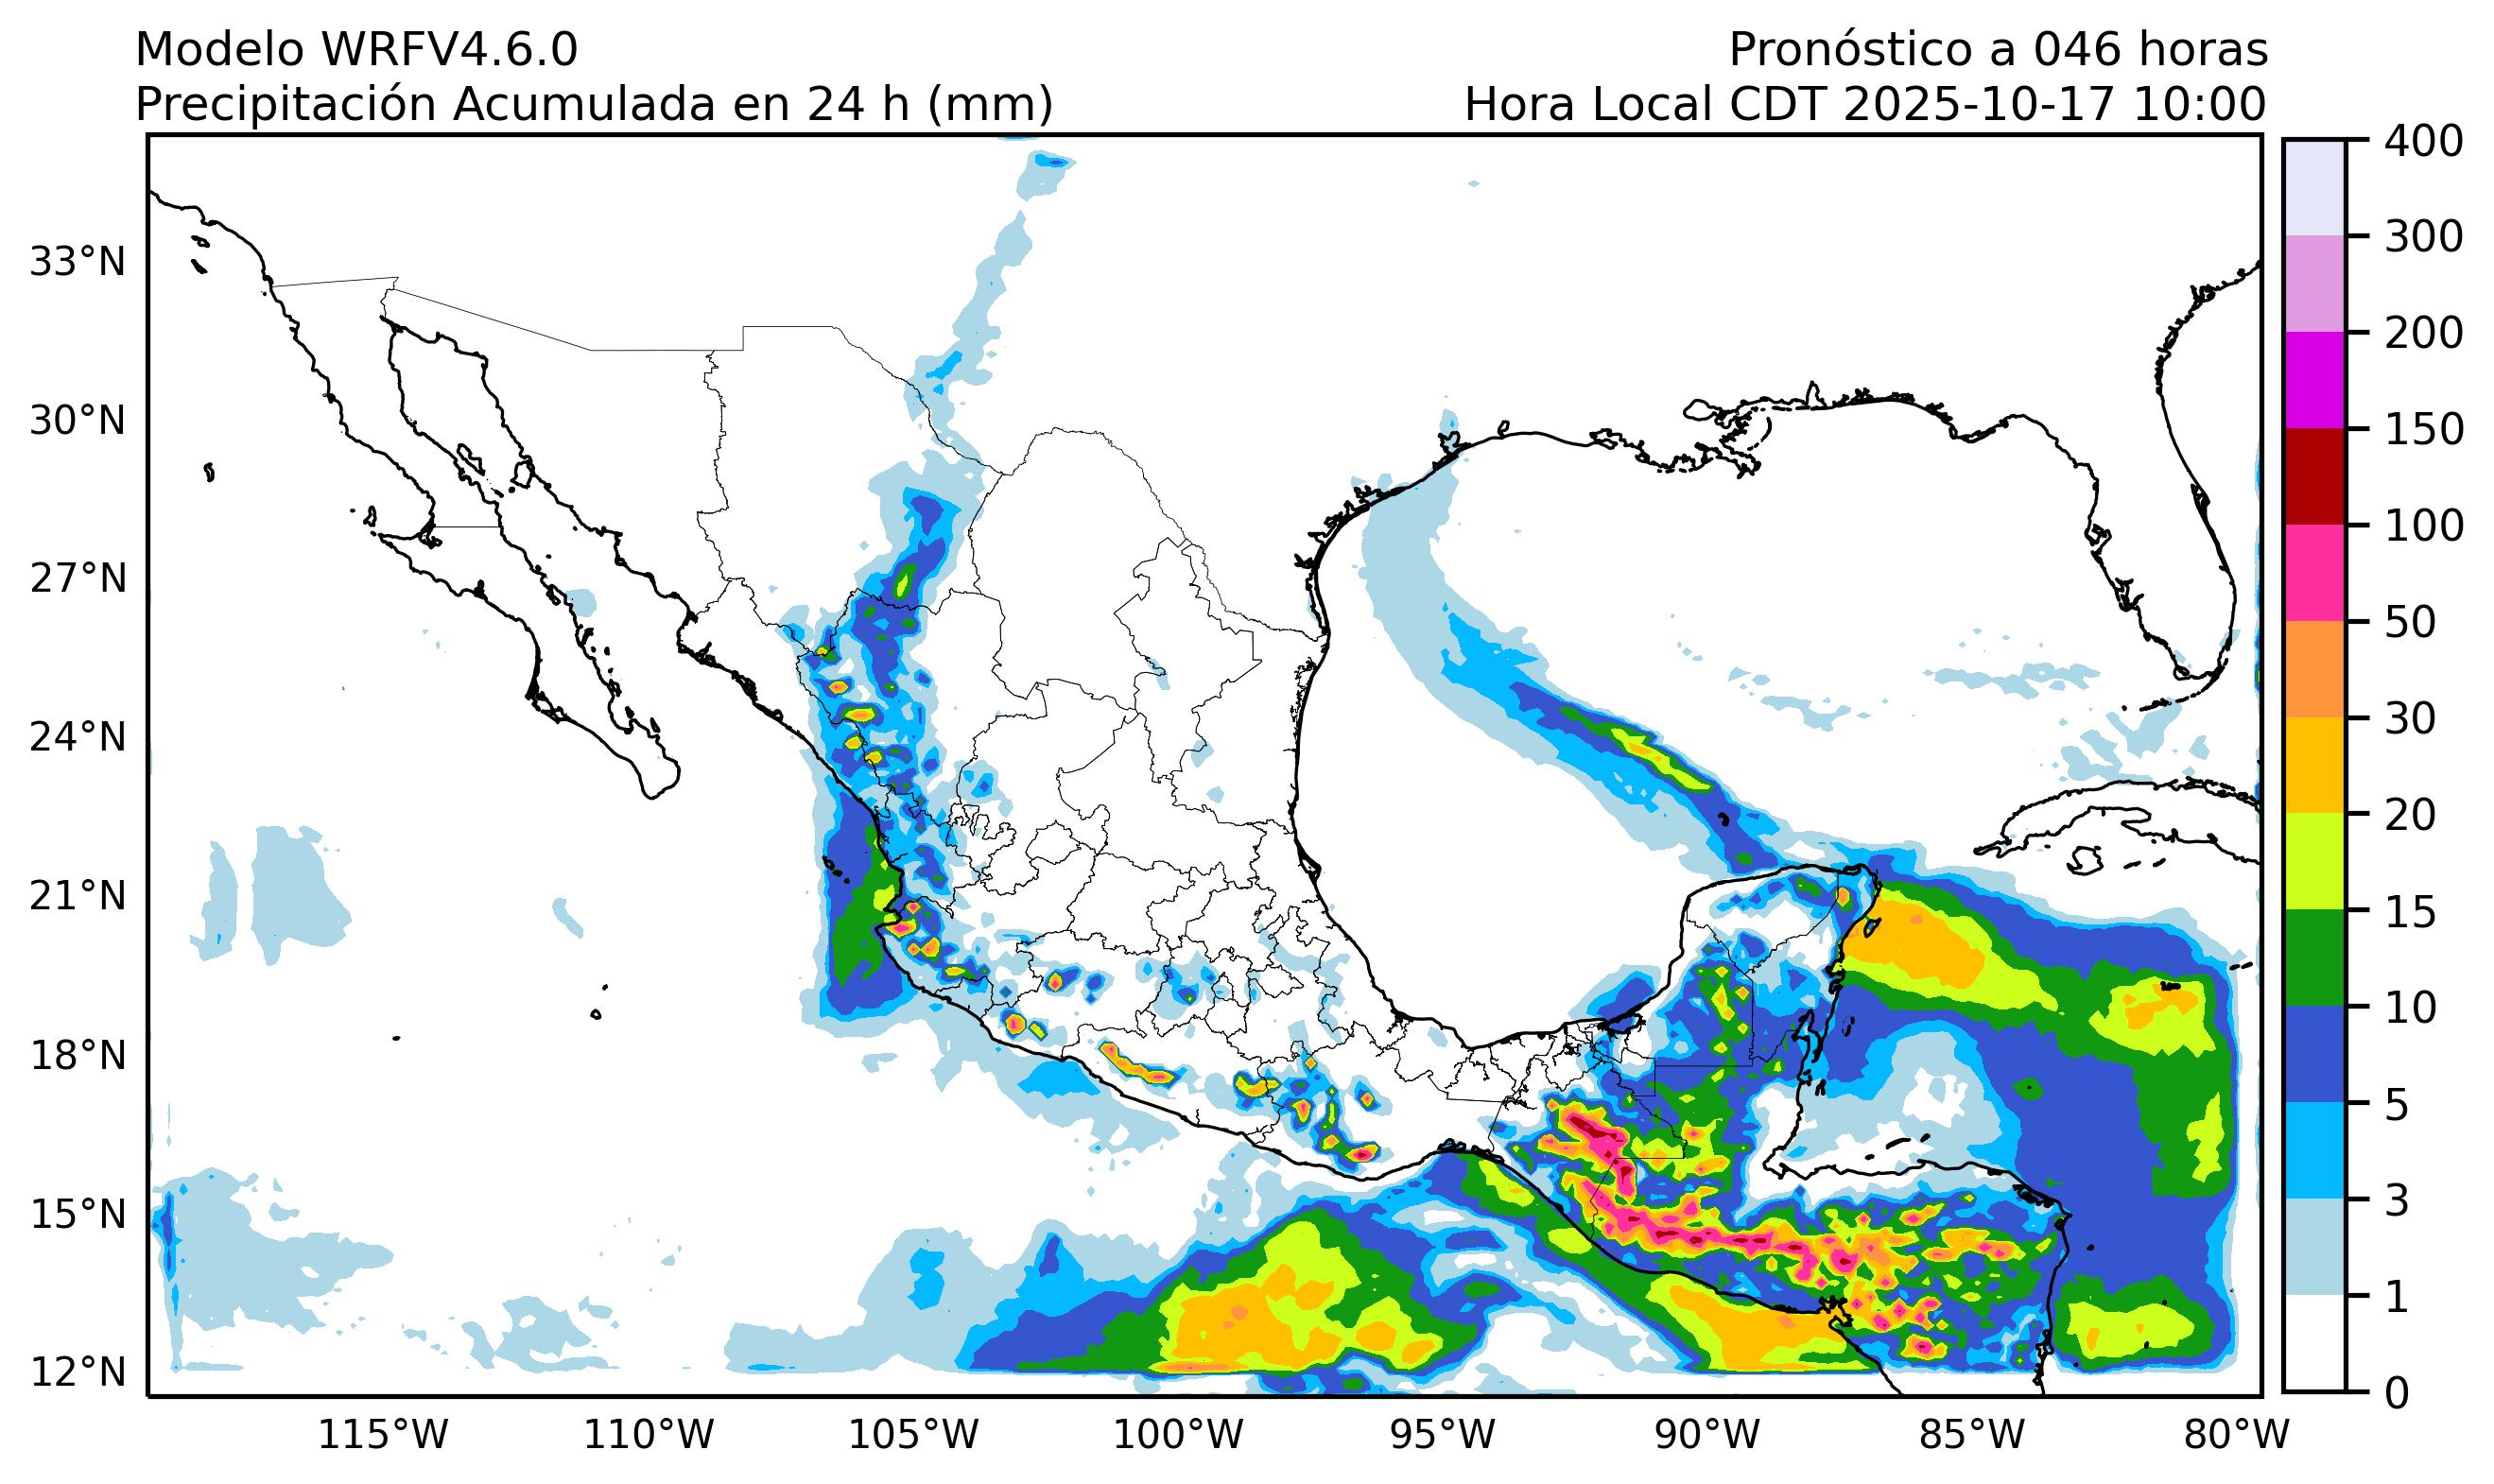 Modelo WRFV4.6.0
Pronóstico a 046 horas
Precipitación Acumulada en 24 h (mm)
Hora Local CDT 2025-10-17 10:00
33°N
30°N
27°N
24°N
21°N
18°N
15°N
12°N
115°W
110°W
105°W
100°W
95°W
90°W
85°W
80°W
400
300
200
150
100
50
30
20
15
10
5
3
1
0